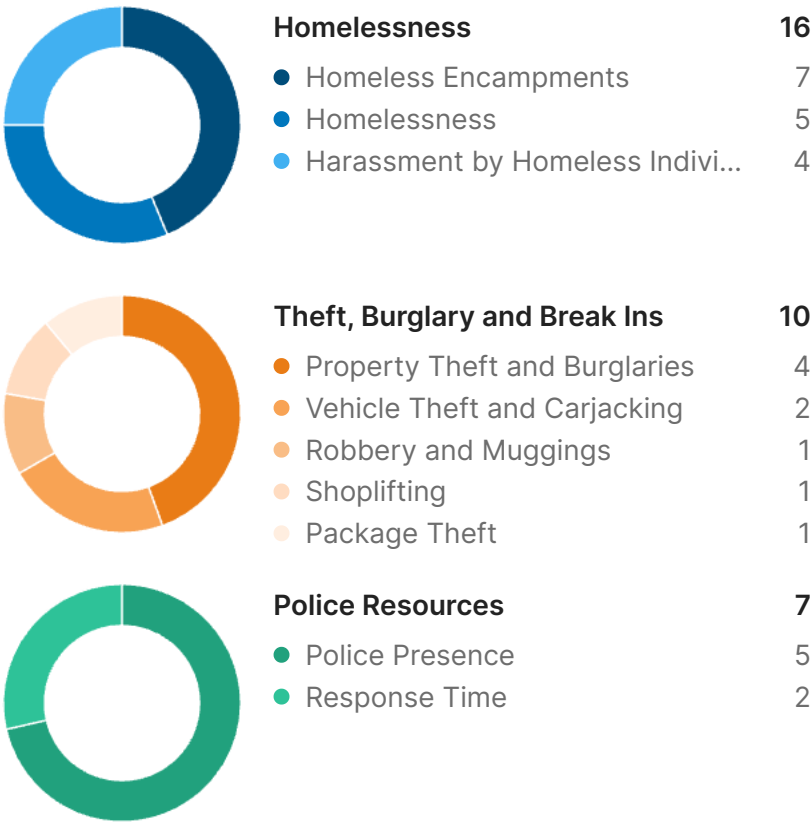 Homelessness 16
Homeless Encampments 7
Homelessness 5
Harassment by Homeless Indivi... 4
Theft, Burglary and Break Ins 10
Property Theft and Burglaries 4
Vehicle Theft and Carjacking 2
Robbery and Muggings 1
Shoplifting 1
Package Theft 1
Police Resources 7
Police Presence 5
Response Time 2